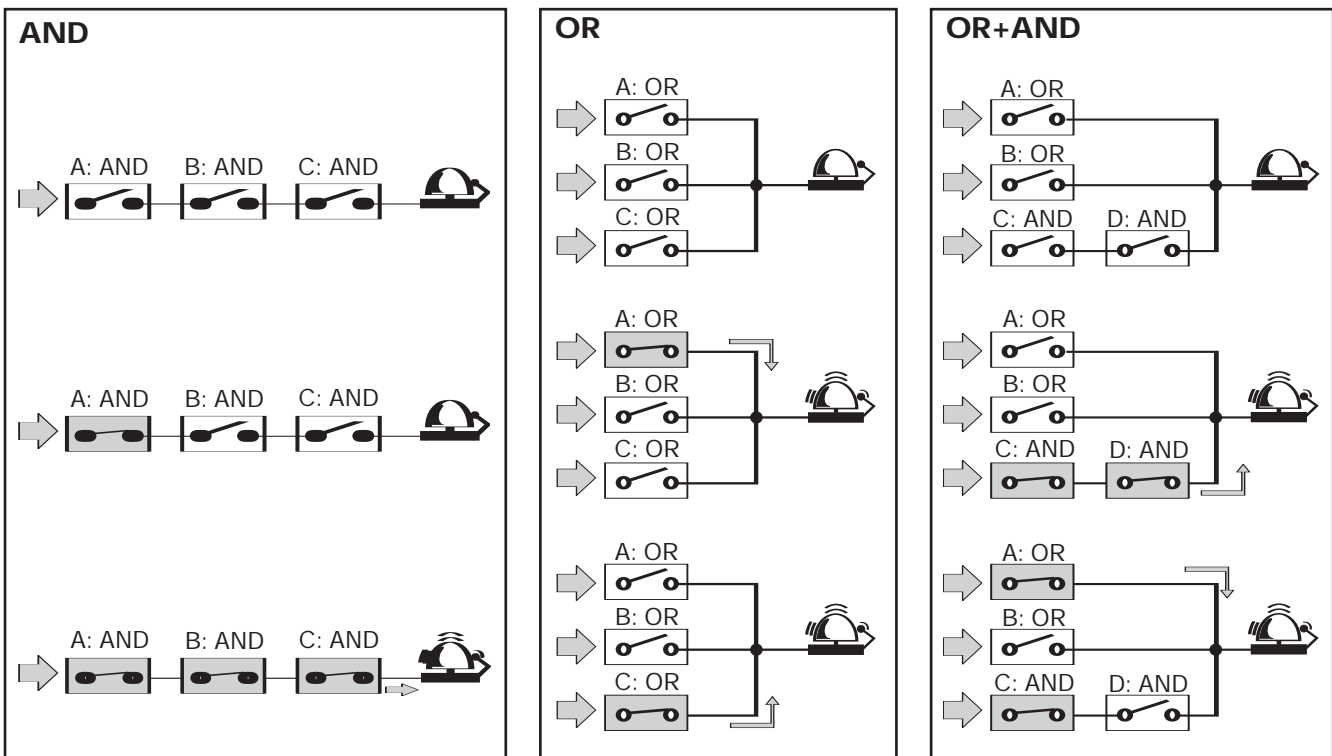 AND
A: AND B: AND C: AND
A: AND B: AND C: AND
A: AND B: AND C: AND
OR
A: OR
B: OR
C: OR
A: OR
B: OR
C: OR
A: OR
B: OR
C: OR
OR+AND
A: OR
B: OR
C: AND D: AND
A: OR
B: OR
C: AND D: AND
A: OR
B: OR
C: AND D: AND